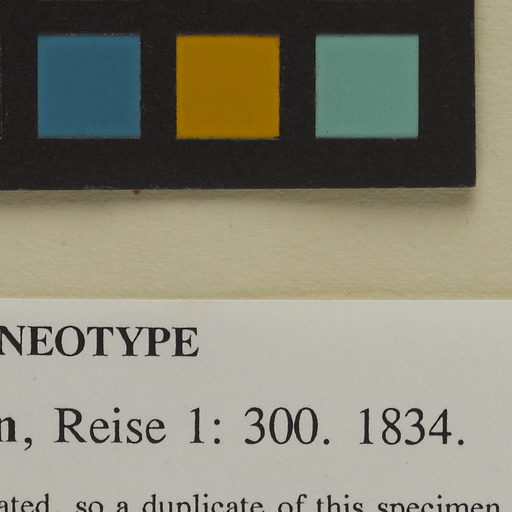 NEOTYPE
n, Reise 1: 300. 1834.
ated, so a duplicate of this specimen